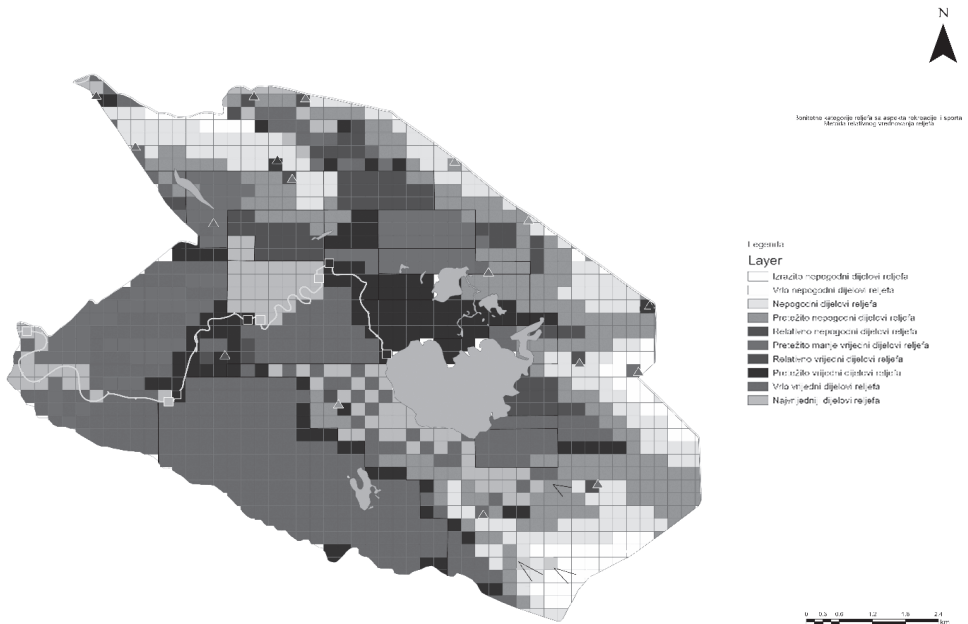 N
Bonitetne kategorije reljefa sa aspekta rekreacije i sporta
Metoda relativnog vrednovanja reljefa
Legenda
Layer
Izrazito nepogodni dijelovi reljefa
Vrlo nepogodni dijelovi reljefa
Nepogodni dijelovi reljefa
Pretežito nepogodni dijelovi reljefa
Relativno nepogodni dijelovi reljefa
Pretežito manje vrijedni dijelovi reljefa
Relativno vrijedni dijelovi reljefa
Pretežito vrijedni dijelovi reljefa
Vrlo vrijedni dijelovi reljefa
Najvrjedniji dijelovi reljefa
0 0.3 0.6 1.2 1.8 2.4
km